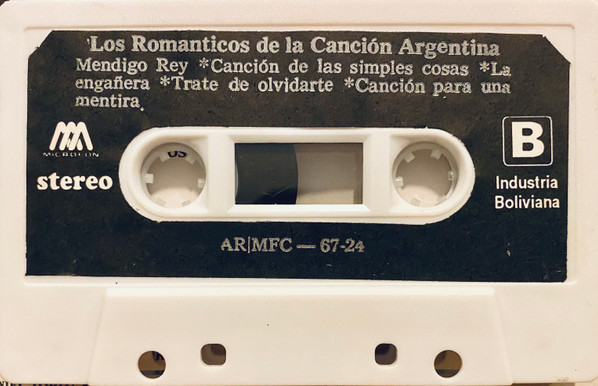 'Los Romanticos de la Canción Argentina
Mendigo Rey *Canción de las simples cosas *La
engañera *Trate de olvidarte *Canción para una
mentira.
MICROFON
stereo
B
Industria
Boliviana
AR|MFC — 67-24